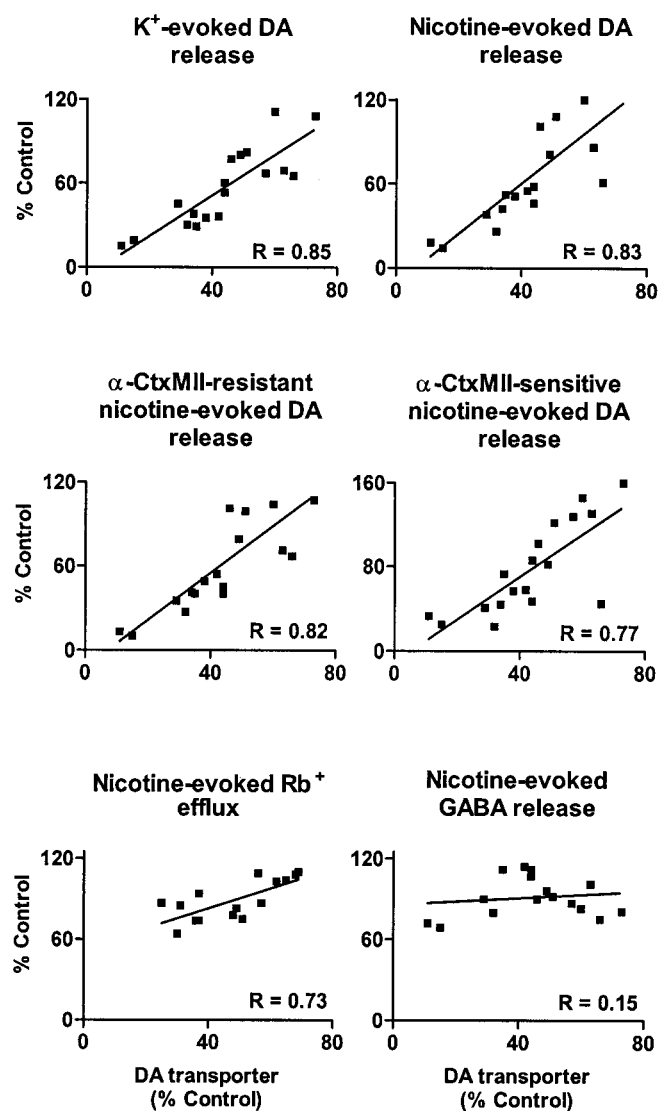 K+-evoked DA
release
Nicotine-evoked DA
release
% Control
120
60
0
0
40
80
R = 0.85
120
60
0
0
40
80
R = 0.83
α-CtxMII-resistant
nicotine-evoked DA
release
α-CtxMII-sensitive
nicotine-evoked DA
release
% Control
120
60
0
0
40
80
R = 0.82
160
80
0
0
40
80
R = 0.77
Nicotine-evoked Rb+
efflux
Nicotine-evoked
GABA release
% Control
120
60
0
0
40
80
R = 0.73
DA transporter
(% Control)
120
60
0
0
40
80
R = 0.15
DA transporter
(% Control)